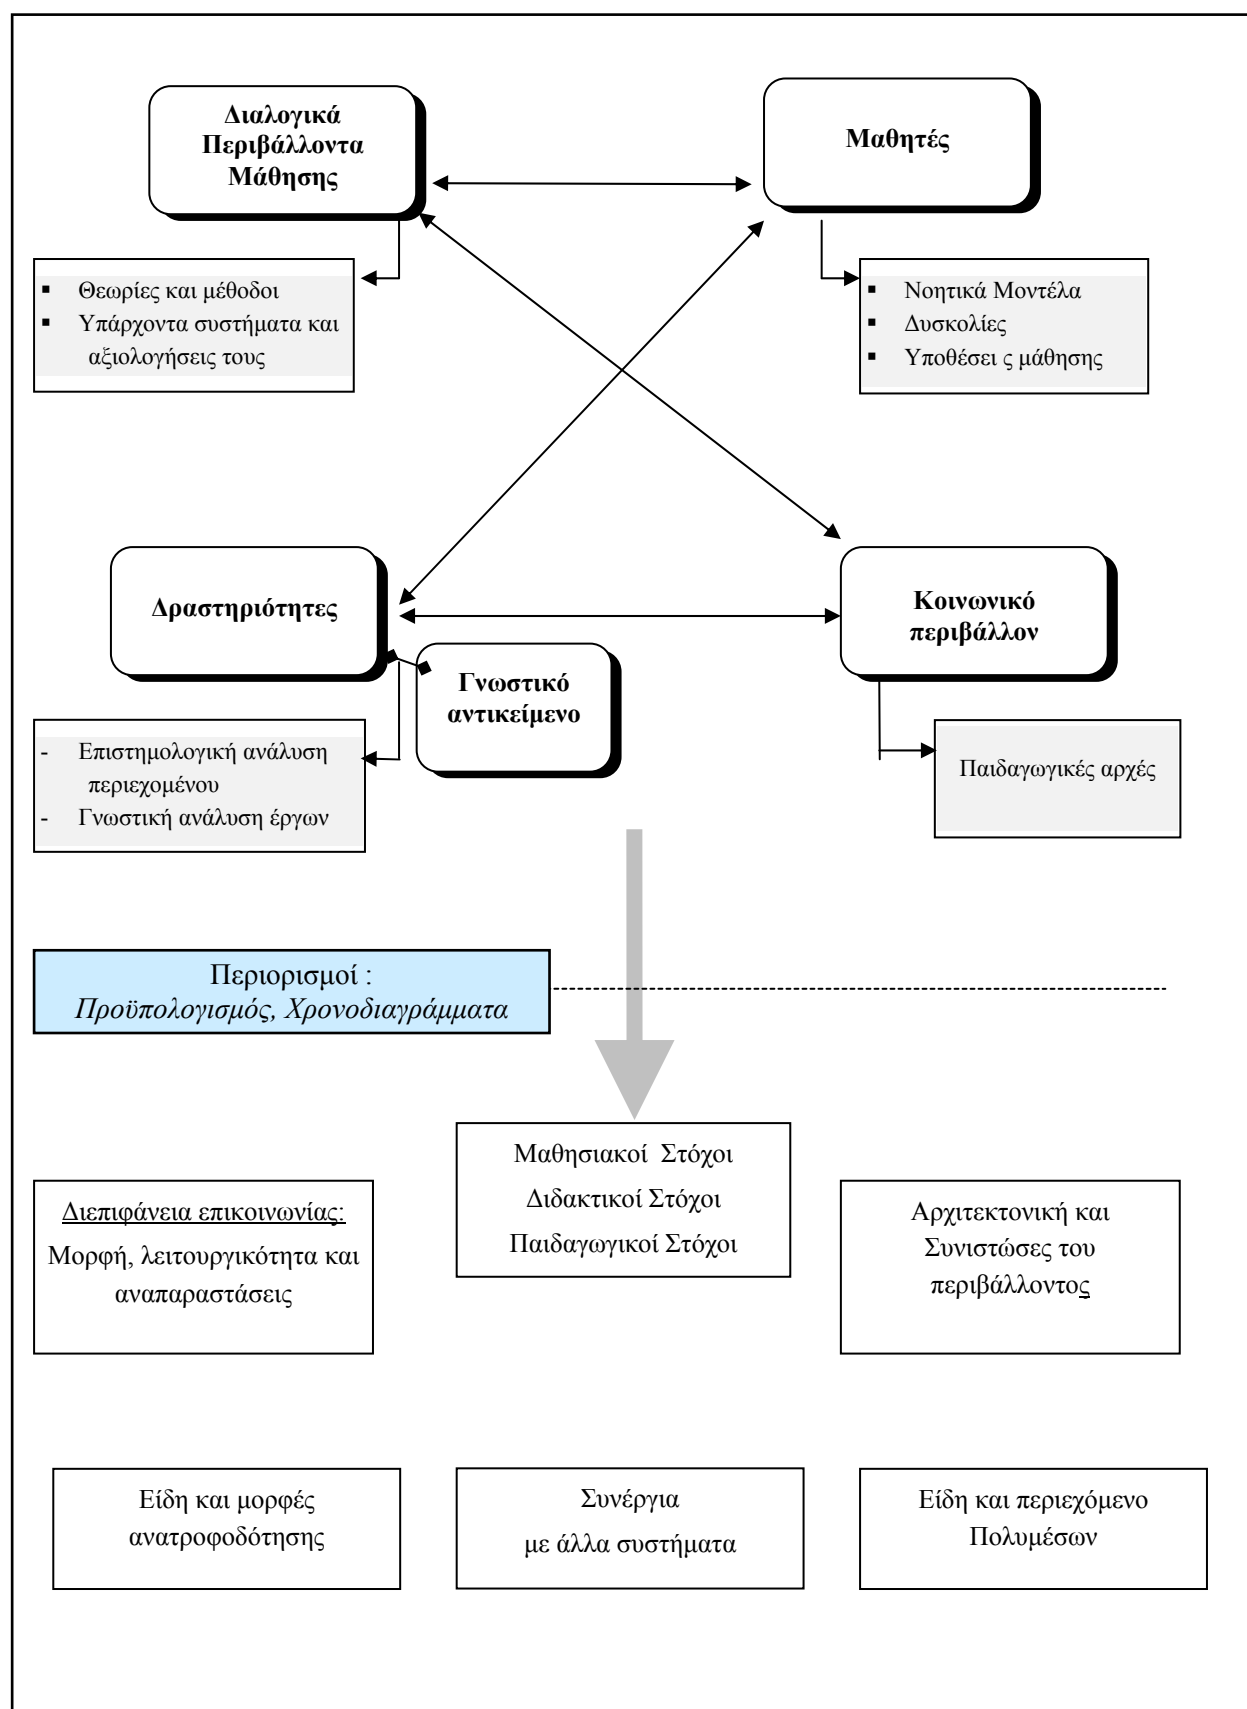 Διαλογικά
Περιβάλλοντα
Μάθησης
Μαθητές
▪ Θεωρίες και μέθοδοι
▪ Υπάρχοντα συστήματα και
αξιολογήσεις τους
▪ Νοητικά Μοντέλα
▪ Δυσκολίες
▪ Υποθέσει ς μάθησης
Δραστηριότητες
Κοινωνικό
περιβάλλον
Γνωστικό
αντικείμενο
- Επιστημολογική ανάλυση
περιεχομένου
- Γνωστική ανάλυση έργων
Παιδαγωγικές αρχές
Περιορισμοί :
Προϋπολογισμός, Χρονοδιαγράμματα
Μαθησιακοί Στόχοι
Διδακτικοί Στόχοι
Παιδαγωγικοί Στόχοι
Διεπιφάνεια επικοινωνίας:
Μορφή, λειτουργικότητα και
αναπαραστάσεις
Αρχιτεκτονική και
Συνιστώσες του
περιβάλλοντος
Είδη και μορφές
ανατροφοδότησης
Συνέργια
με άλλα συστήματα
Είδη και περιεχόμενο
Πολυμέσων